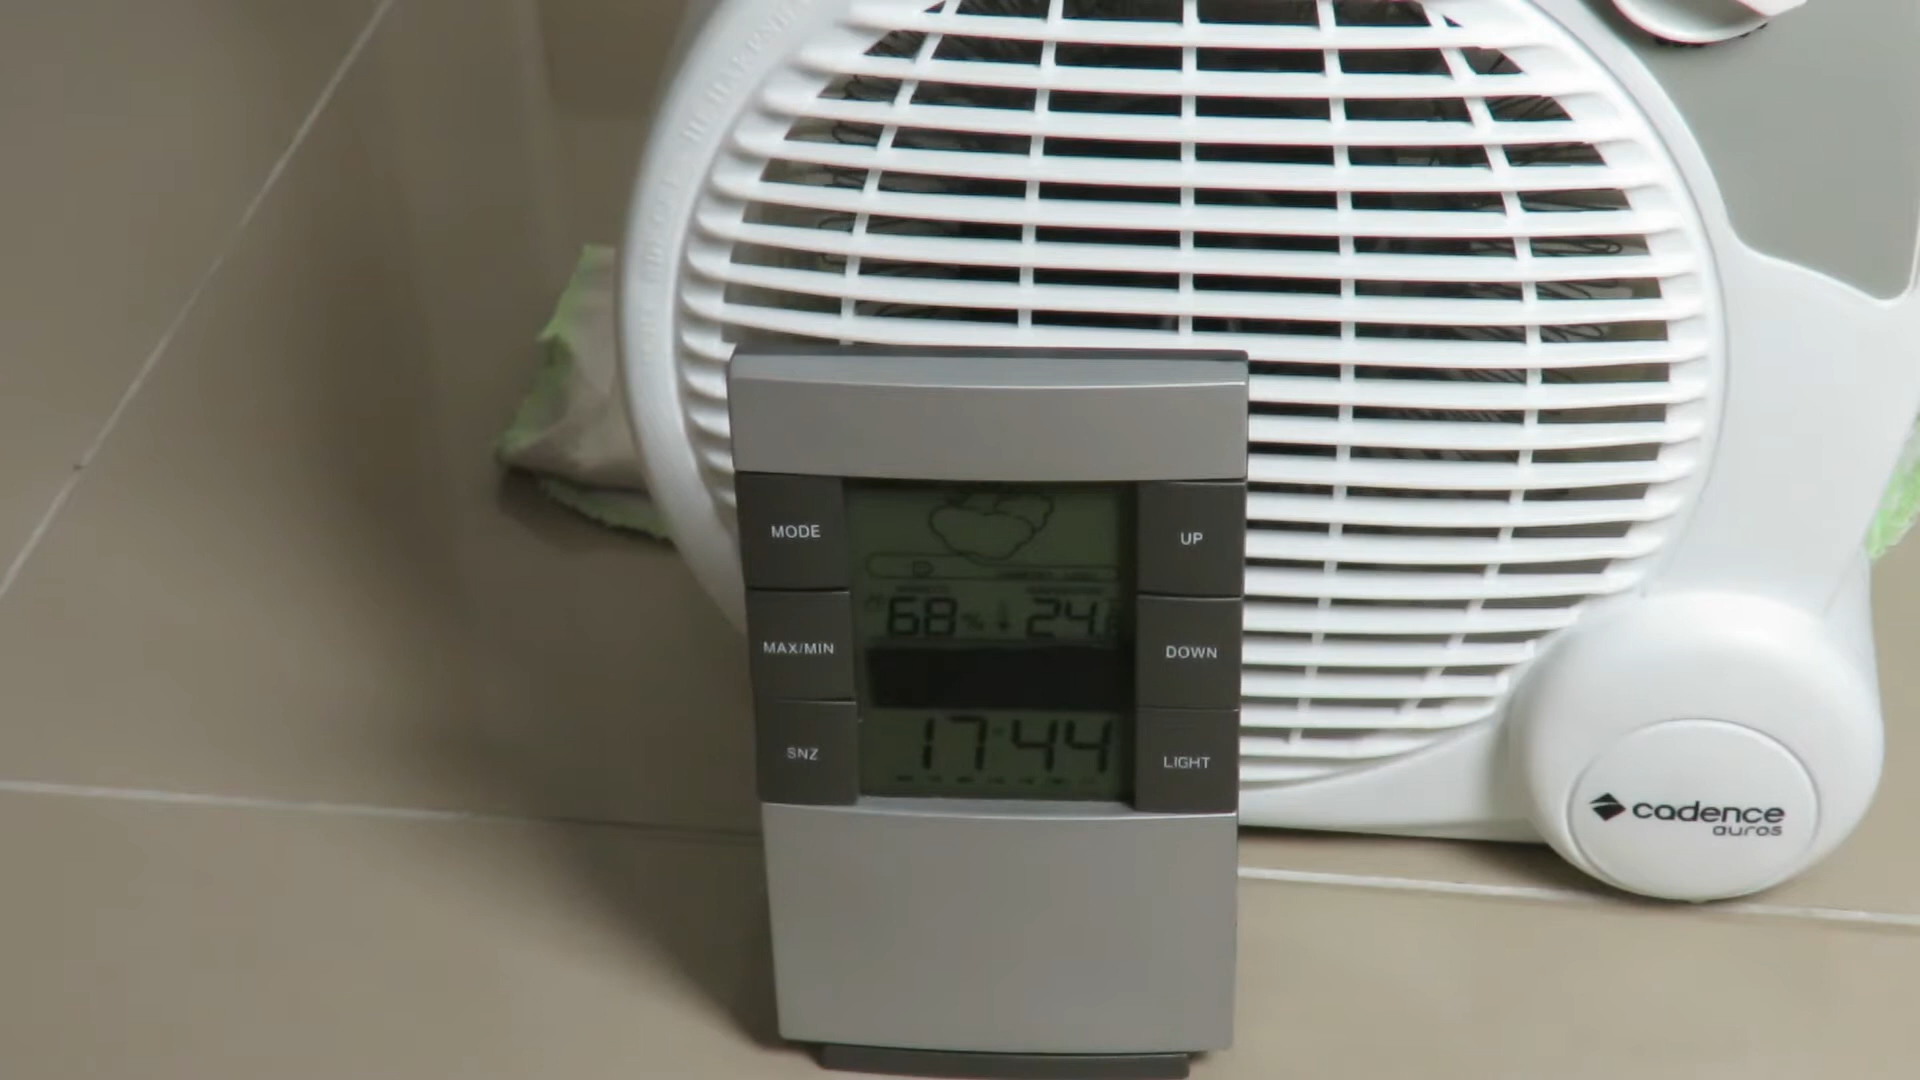 MODE
UP
68% 24.
MAX/MIN
DOWN
17:44
SNZ
LIGHT
cadence
auros